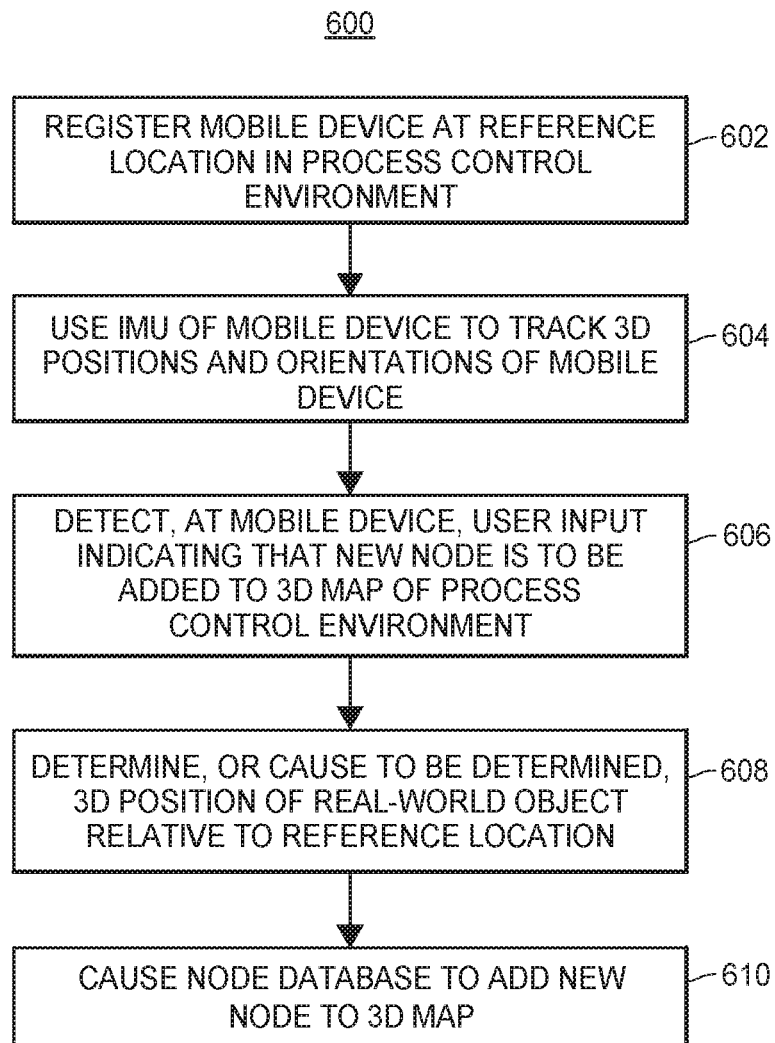 600
REGISTER MOBILE DEVICE AT REFERENCE
LOCATION IN PROCESS CONTROL
ENVIRONMENT
602
USE IMU OF MOBILE DEVICE TO TRACK 3D
POSITIONS AND ORIENTATIONS OF MOBILE
DEVICE
604
DETECT, AT MOBILE DEVICE, USER INPUT
INDICATING THAT NEW NODE IS TO BE
ADDED TO 3D MAP OF PROCESS
CONTROL ENVIRONMENT
606
DETERMINE, OR CAUSE TO BE DETERMINED,
3D POSITION OF REAL-WORLD OBJECT
RELATIVE TO REFERENCE LOCATION
608
CAUSE NODE DATABASE TO ADD NEW
NODE TO 3D MAP
610